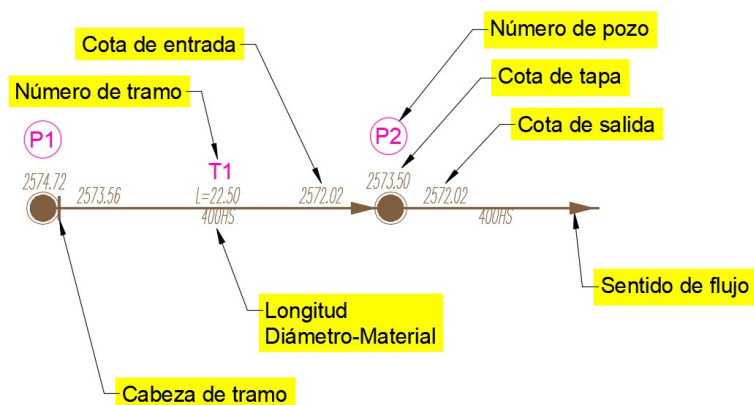 Número de pozo
Cota de entrada
Cota de tapa
Número de tramo
Cota de salida
P1
P2
T1
2574.72
2573.50
2573.56
L=22.50
2572.02
2572.02
400HS
400HS
Sentido de flujo
Longitud
Diámetro-Material
Cabeza de tramo